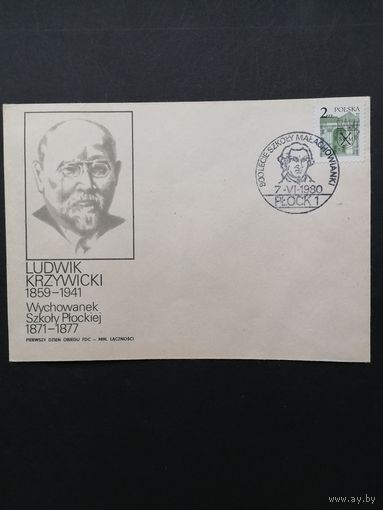 2 ZŁ POLSKA
800 LECIE SZKOŁY MAŁACHOWIANKI
7.-VI-1980
PŁOCK 1
LUDWIK
KRZYWICKI
1859-1941
Wychowanek
Szkoły Płockiej
1871-1877
PIERWSZY DZIEŃ OBIEGU FDC – MIN. ŁĄCZNOŚCI
www.ay.by